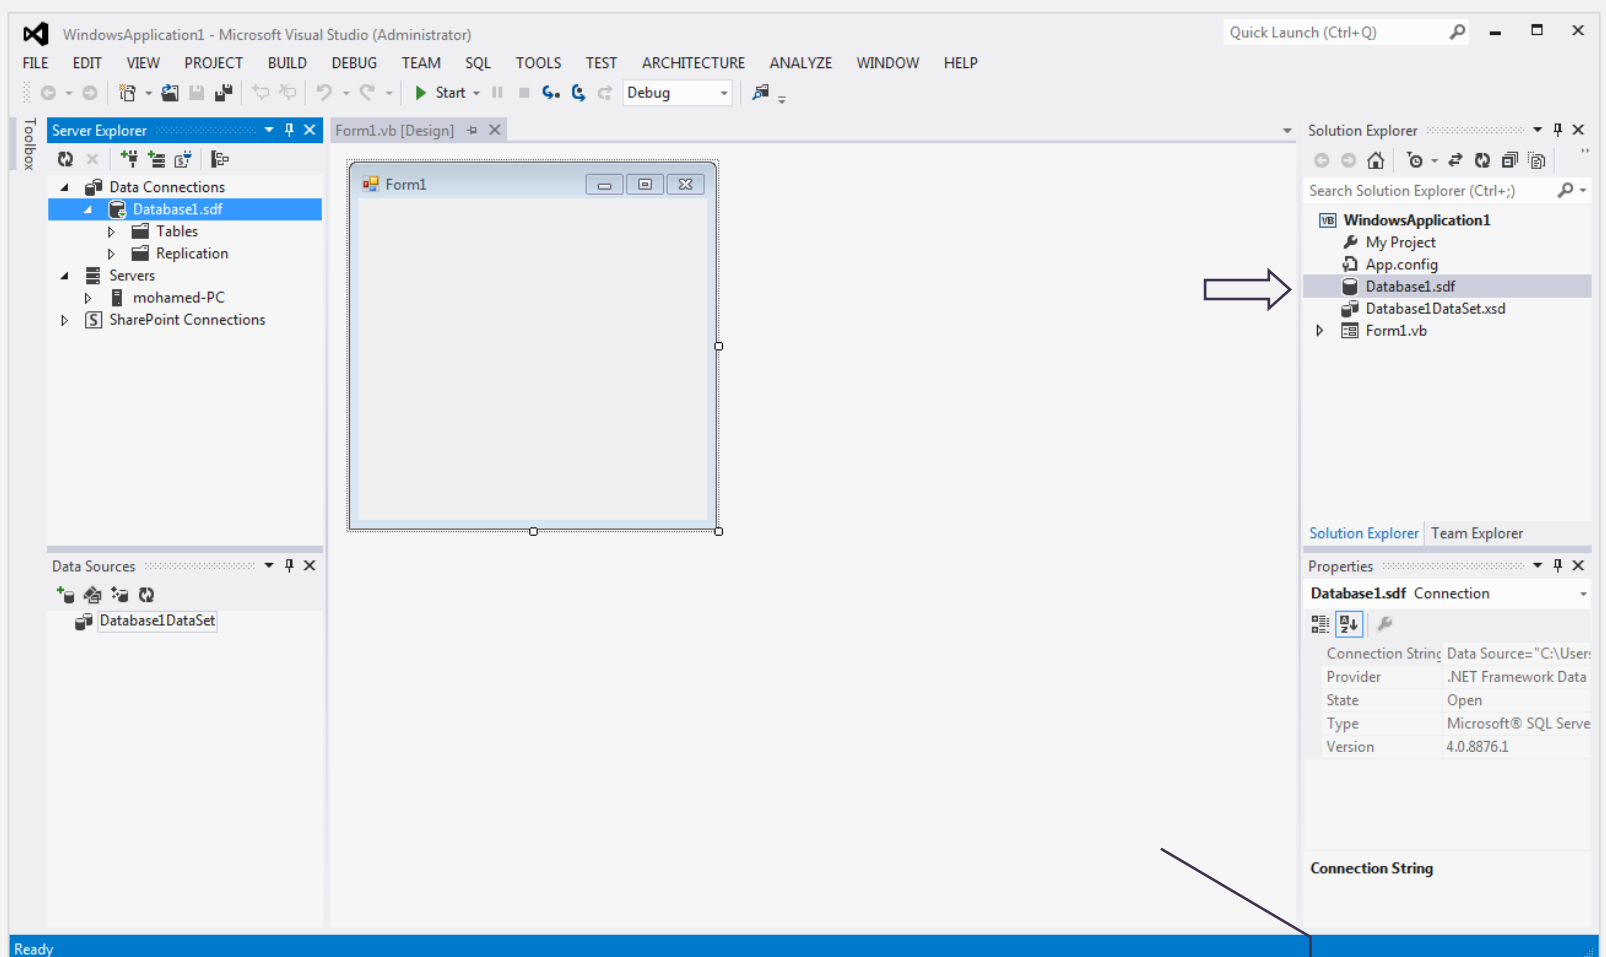 WindowsApplication1 - Microsoft Visual Studio (Administrator)
Quick Launch (Ctrl+Q)
FILE EDIT VIEW PROJECT BUILD DEBUG TEAM SQL TOOLS TEST ARCHITECTURE ANALYZE WINDOW HELP
Start
Debug
Toolbox
Server Explorer
Data Connections
Database1.sdf
Tables
Replication
Servers
mohamed-PC
SharePoint Connections
Data Sources
Database1DataSet
Form1.vb [Design]
Form1
Solution Explorer
Search Solution Explorer (Ctrl+;)
VB WindowsApplication1
My Project
App.config
Database1.sdf
Database1DataSet.xsd
Form1.vb
Solution Explorer Team Explorer
Properties
Database1.sdf Connection
Connection String Data Source="C:\Users
Provider .NET Framework Data
State Open
Type Microsoft® SQL Serve
Version 4.0.8876.1
Connection String
Ready